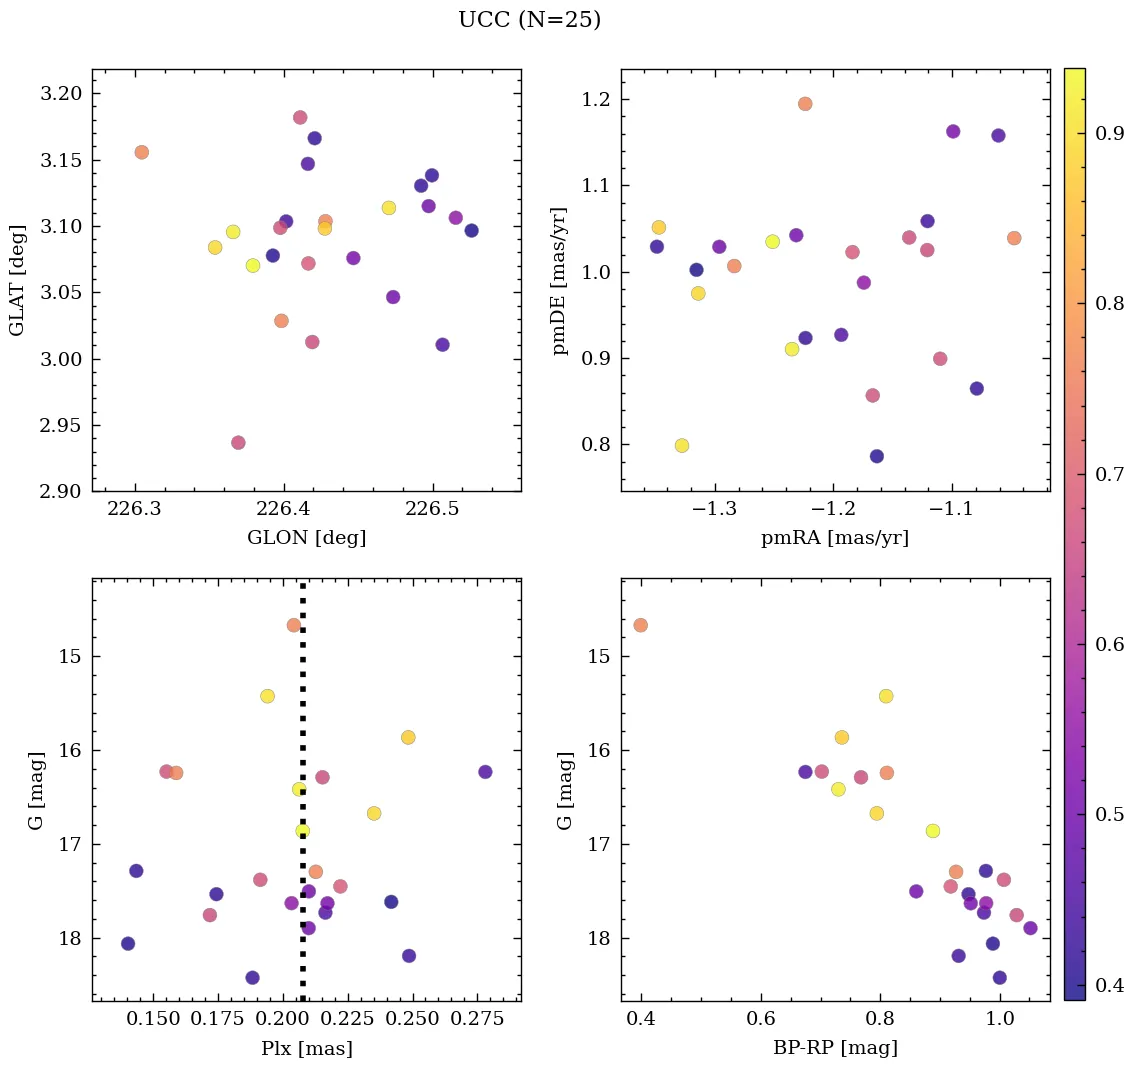 UCC (N=25)
3.20
3.15
3.10
3.05
3.00
2.95
2.90
GLAT [deg]
226.3 226.4 226.5
GLON [deg]
1.2
1.1
1.0
0.9
0.8
pmDE [mas/yr]
−1.3 −1.2 −1.1
pmRA [mas/yr]
15
16
17
18
G [mag]
0.150 0.175 0.200 0.225 0.250 0.275
Plx [mas]
15
16
17
18
G [mag]
0.4 0.6 0.8 1.0
BP-RP [mag]
0.9
0.8
0.7
0.6
0.5
0.4